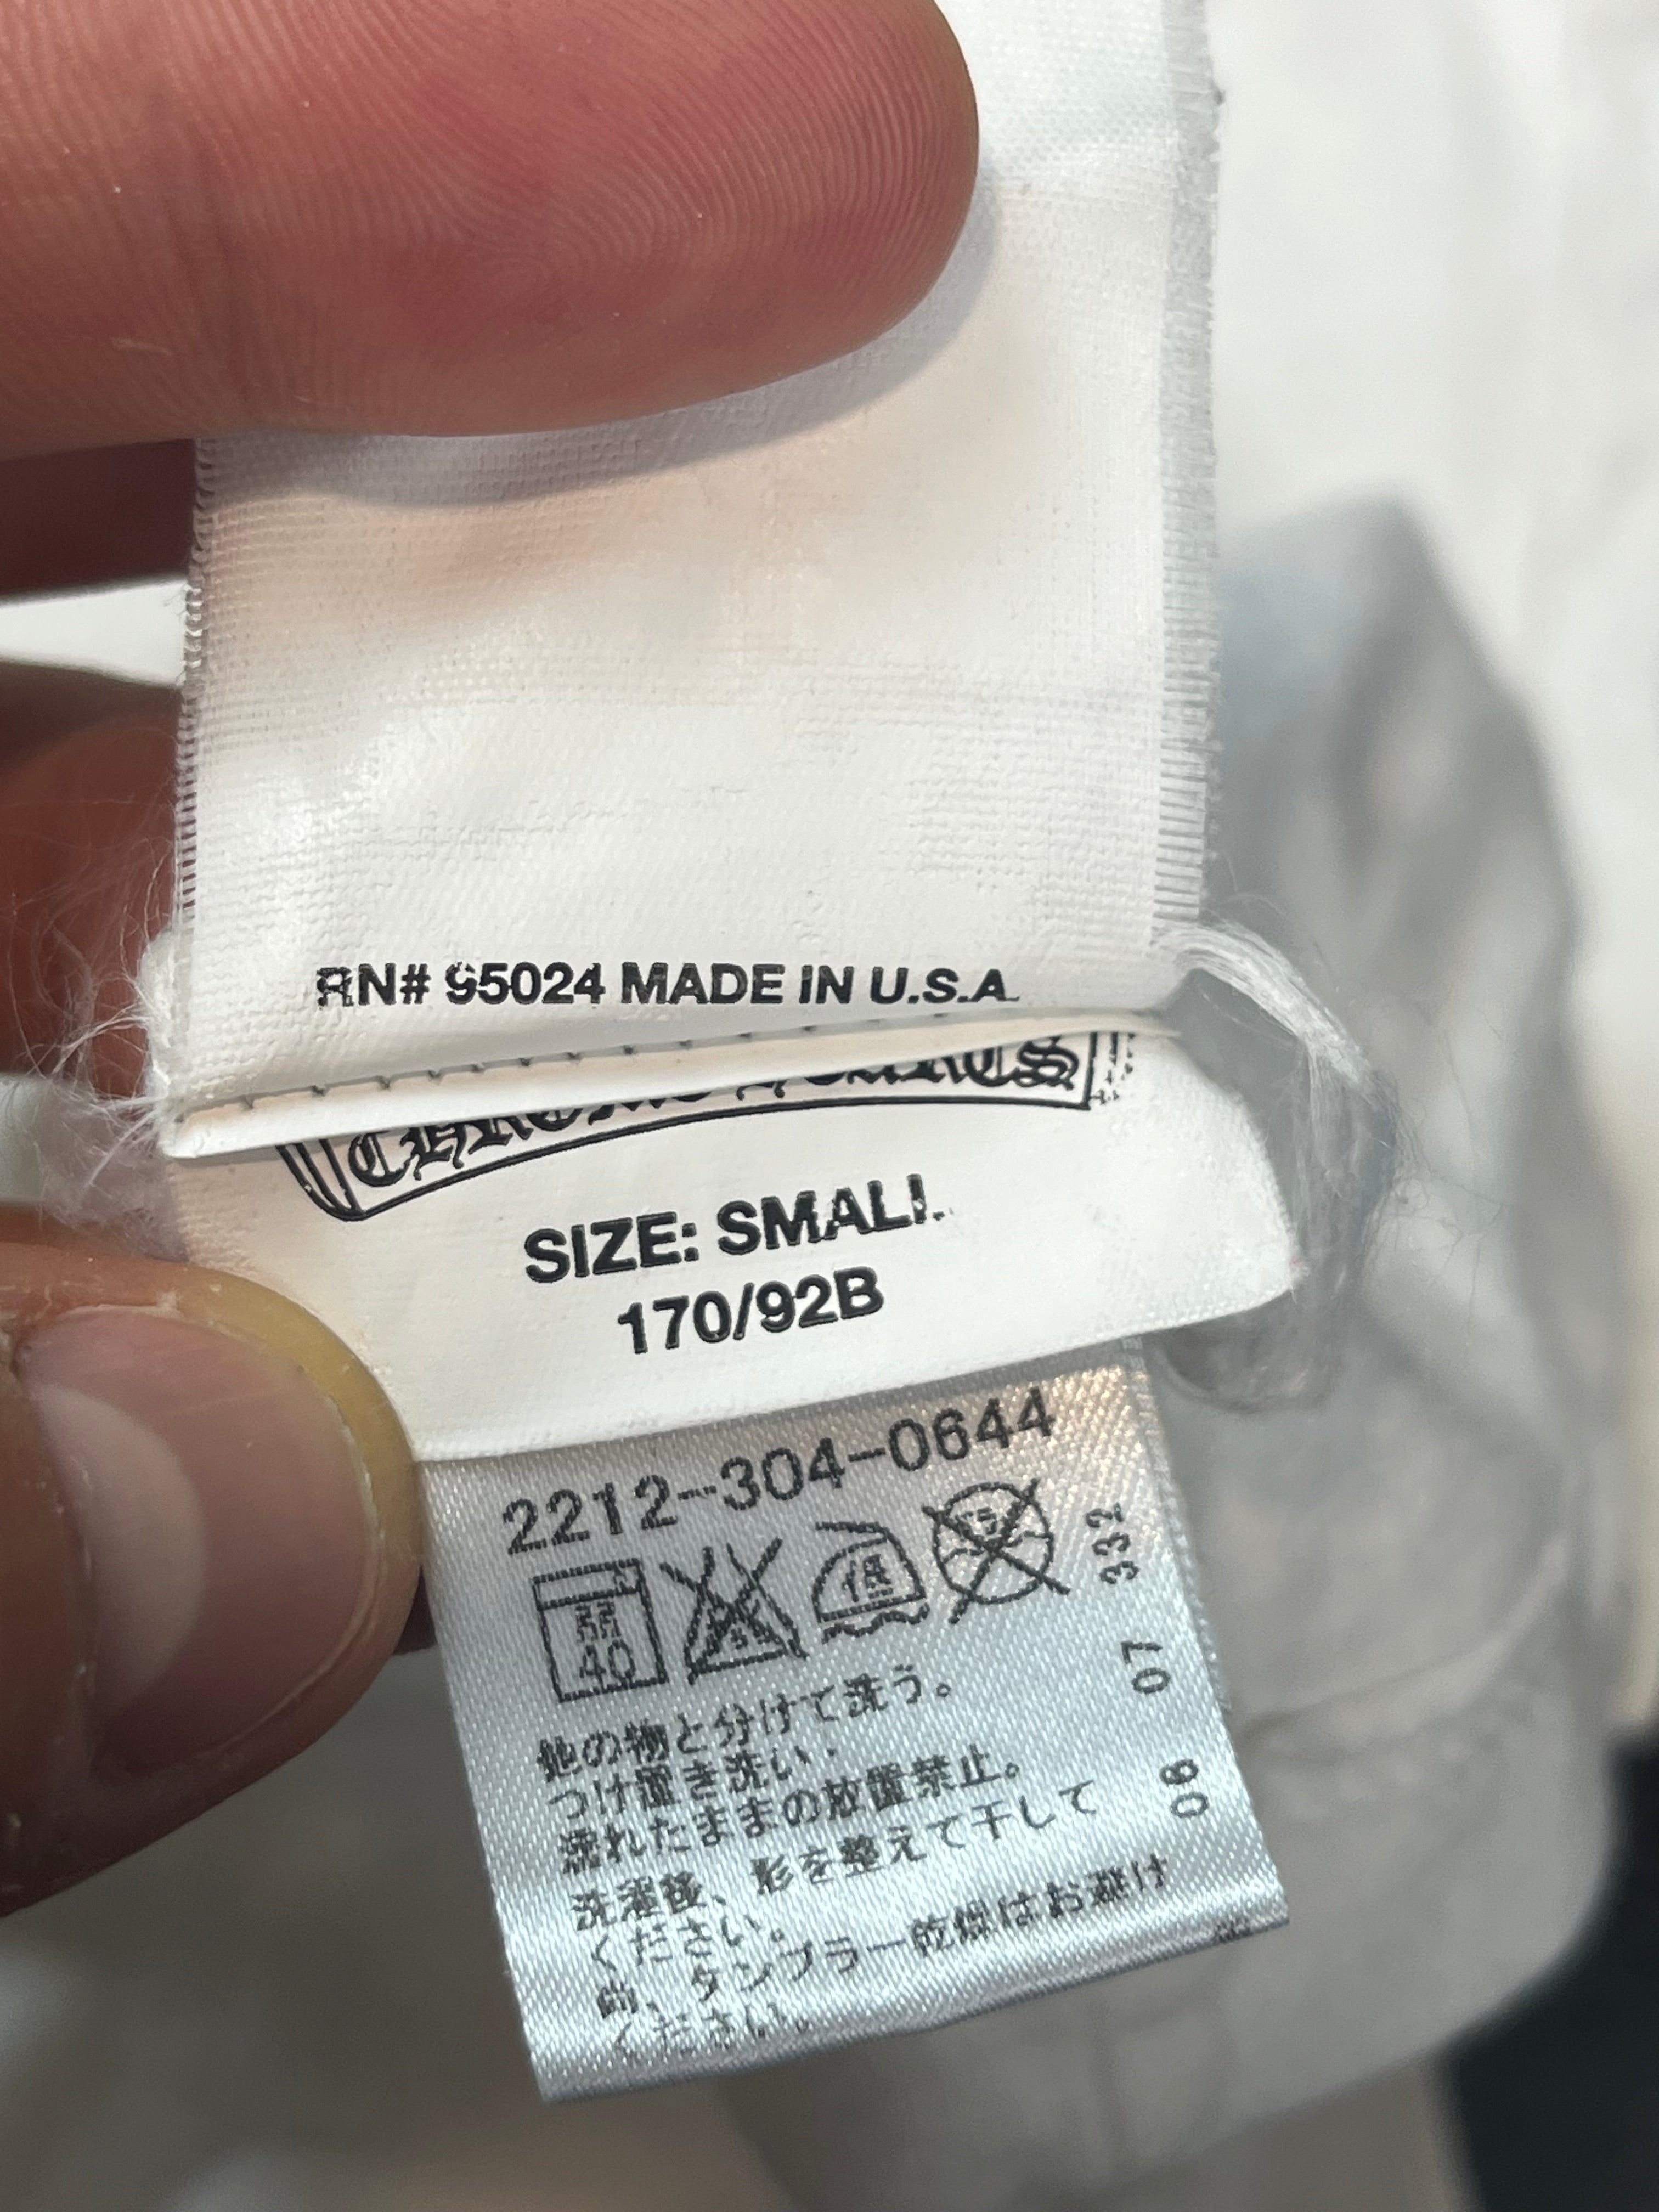 RN# 95024 MADE IN U.S.A.
CHROME HEARTS
SIZE: SMALL
170/92B
2212-304-0644
弱
40
低
332
07
06
他の物と分けて洗う。
つけ置き洗い、
濡れたままの放置禁止。
洗濯後、形を整えて干して
ください。
尚、タンブラー乾燥はお避け
ください。